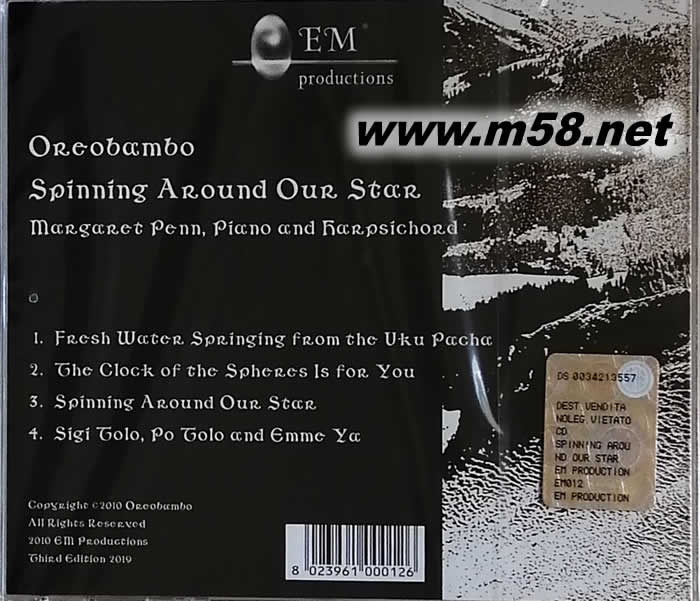 EM
productions
www.m58.net
Oreobambo
Spinning Around Our Star
Margaret Penn, Piano and Harpsichord
1. Fresh Water Springing from the Uku Pacha
2. The Clock of the Spheres Is for You
3. Spinning Around Our Star
4. Sigi Tolo, Po Tolo and Emme Ya
DS 0034213557
DEST.VENDITA
NOLEG.VIETATO
CD
SPINNING AROU
ND OUR STAR
EM PRODUCTION
EM012
EM PRODUCTION
Copyright ©2010 Oreobambo
All Rights Reserved
2010 EM Productions
Third Edition 2019
8 023961 000126